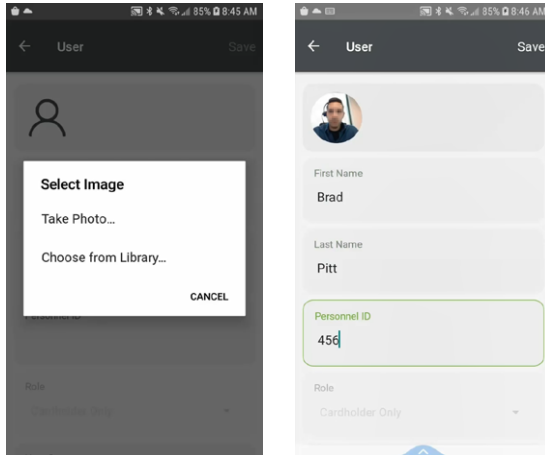 85% 8:45 AM
User
Save
Select Image
Take Photo...
Choose from Library...
CANCEL
Personnel ID
Role
Cardholder Only
85% 8:46 AM
User
Save
First Name
Brad
Last Name
Pitt
Personnel ID
456
Role
Cardholder Only